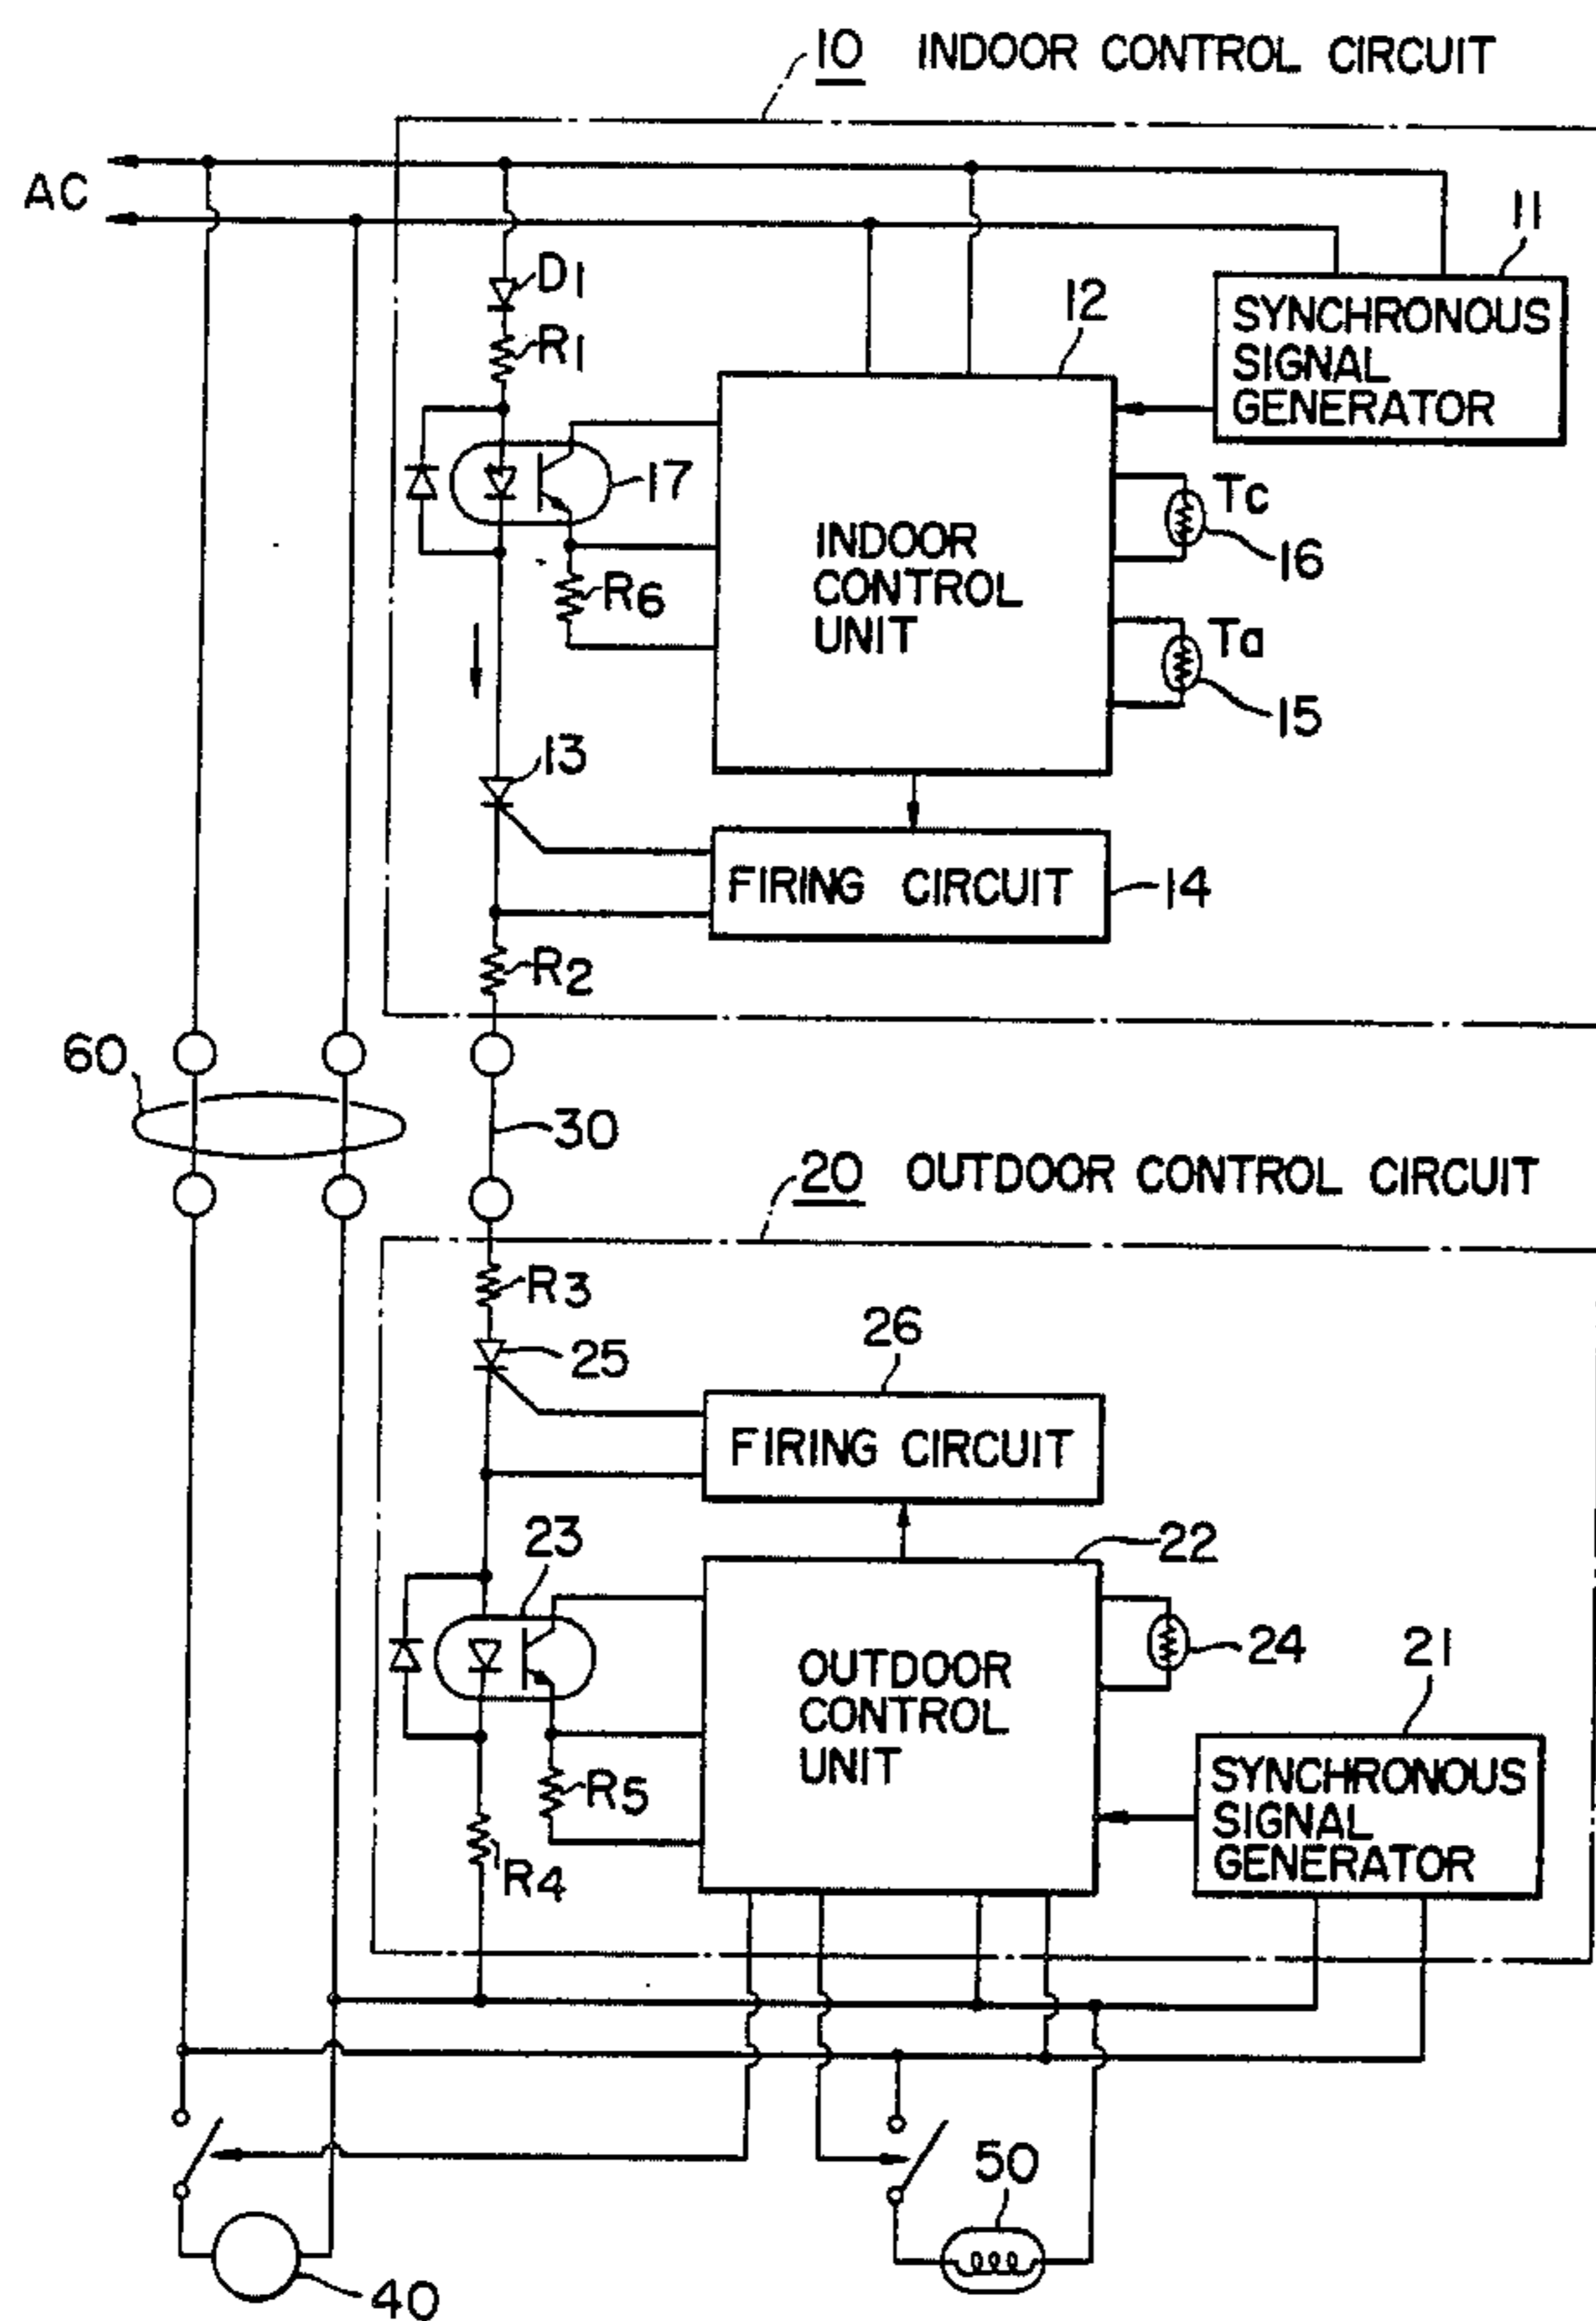 10 INDOOR CONTROL CIRCUIT
AC
11
D1
12
SYNCHRONOUS
SIGNAL
GENERATOR
R1
17
Tc
16
INDOOR
CONTROL
UNIT
R6
Ta
15
13
FIRING CIRCUIT
14
R2
60
30
20 OUTDOOR CONTROL CIRCUIT
R3
26
25
FIRING CIRCUIT
23
22
24
21
OUTDOOR
CONTROL
UNIT
SYNCHRONOUS
SIGNAL
GENERATOR
R5
R4
50
40